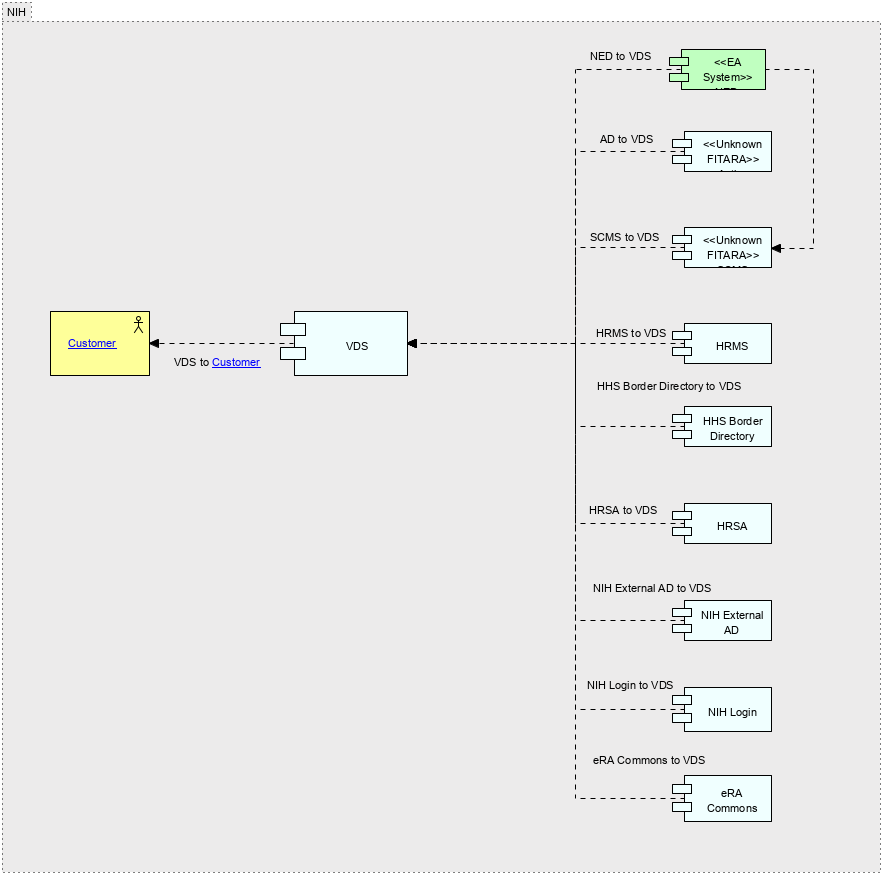 NIH
NED to VDS
<<EA
System>>
AD to VDS
<<Unknown
FITARA>>
SCMS to VDS
<<Unknown
FITARA>>
Customer
VDS to Customer
VDS
HRMS to VDS
HRMS
HHS Border Directory to VDS
HHS Border
Directory
HRSA to VDS
HRSA
NIH External AD to VDS
NIH External
AD
NIH Login to VDS
NIH Login
eRA Commons to VDS
eRA
Commons